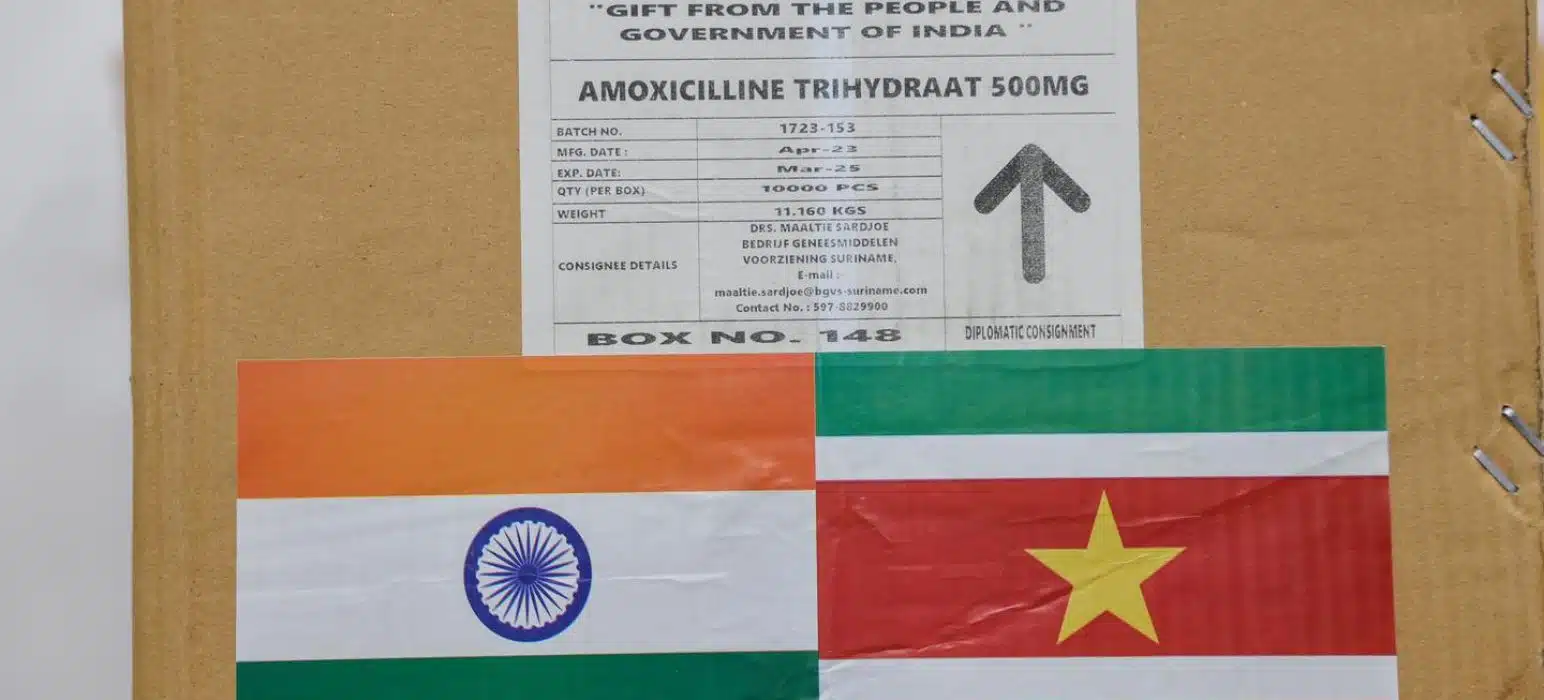 "GIFT FROM THE PEOPLE AND
GOVERNMENT OF INDIA "
AMOXICILLINE TRIHYDRAAT 500MG
BATCH NO. 1723-153
MFG. DATE : Apr-23
EXP. DATE: Mar-25
QTY (PER BOX) 10000 PCS
WEIGHT 11.160 KGS
CONSIGNEE DETAILS
DRS. MAALTIE SARDJOE
BEDRIJF GENEESMIDDELEN
VOORZIENING SURINAME,
E-mail :-
maaltie.sardjoe@bgvs-suriname.com
Contact No. : 597-8829900
BOX NO. 148
DIPLOMATIC CONSIGNMENT